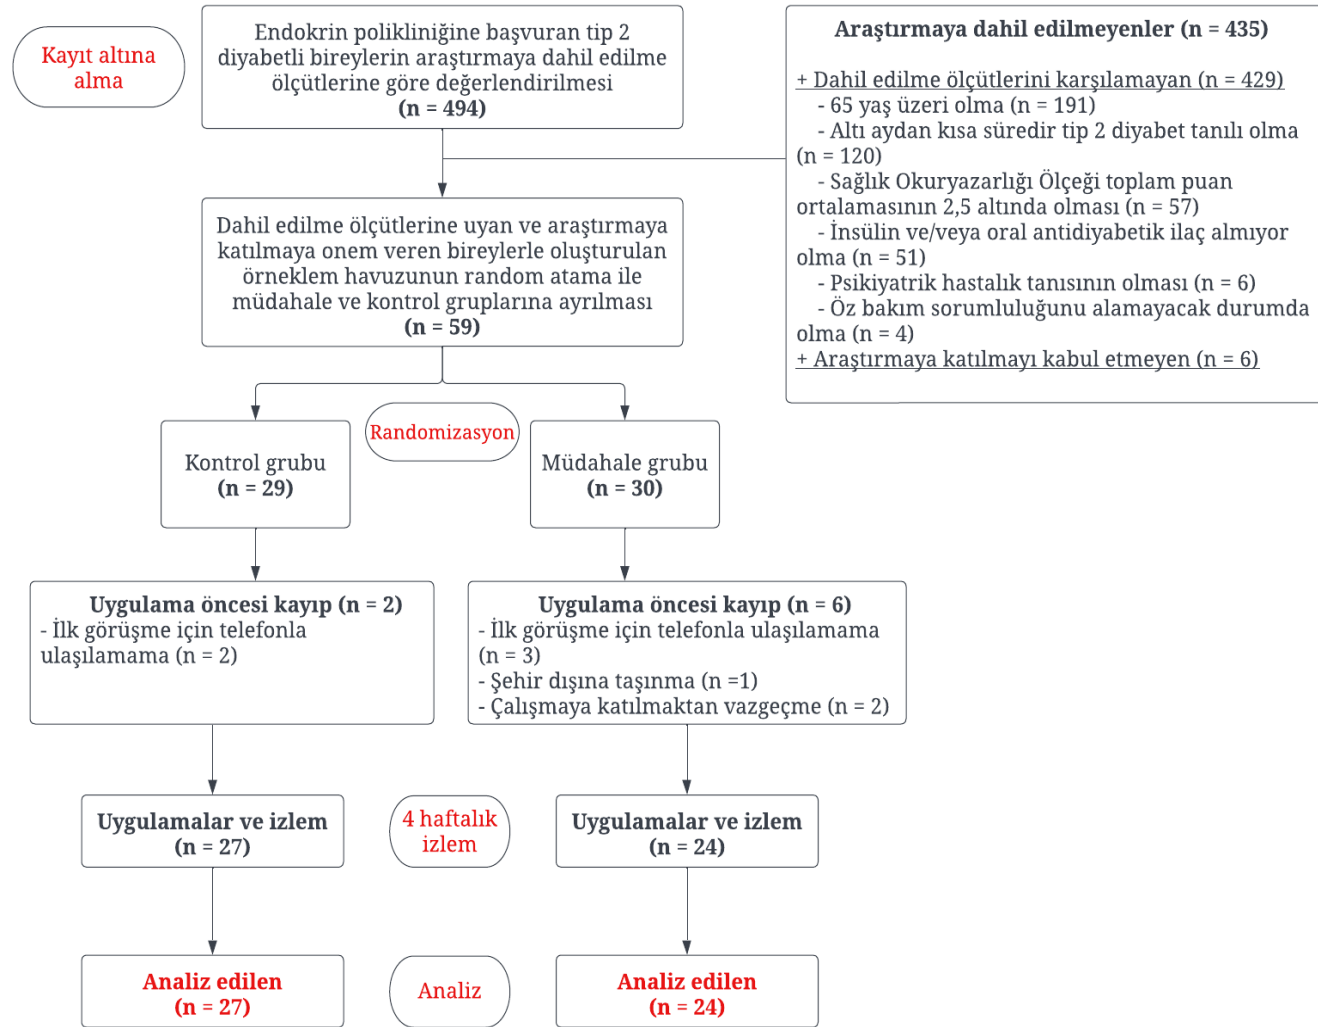 Kayıt altına
alma
Endokrin polikliniğine başvuran tip 2
diyabetli bireylerin araştırmaya dahil edilme
ölçütlerine göre değerlendirilmesi
(n = 494)
Araştırmaya dahil edilmeyenler (n = 435)
+ Dahil edilme ölçütlerini karşılamayan (n = 429)
- 65 yaş üzeri olma (n = 191)
- Altı aydan kısa süredir tip 2 diyabet tanılı olma
(n = 120)
- Sağlık Okuryazarlığı Ölçeği toplam puan
ortalamasının 2,5 altında olması (n = 57)
- İnsülin ve/veya oral antidiyabetik ilaç almıyor
olma (n = 51)
- Psikiyatrik hastalık tanısının olması (n = 6)
- Öz bakım sorumluluğunu alamayacak durumda
olma (n = 4)
+ Araştırmaya katılmayı kabul etmeyen (n = 6)
Dahil edilme ölçütlerine uyan ve araştırmaya
katılmaya onem veren bireylerle oluşturulan
örneklem havuzunun random atama ile
müdahale ve kontrol gruplarına ayrılması
(n = 59)
Randomizasyon
Kontrol grubu
(n = 29)
Müdahale grubu
(n = 30)
Uygulama öncesi kayıp (n = 2)
- İlk görüşme için telefonla
ulaşılamama (n = 2)
Uygulama öncesi kayıp (n = 6)
- İlk görüşme için telefonla ulaşılamama
(n = 3)
- Şehir dışına taşınma (n =1)
- Çalışmaya katılmaktan vazgeçme (n = 2)
Uygulamalar ve izlem
(n = 27)
4 haftalık
izlem
Uygulamalar ve izlem
(n = 24)
Analiz edilen
(n = 27)
Analiz
Analiz edilen
(n = 24)